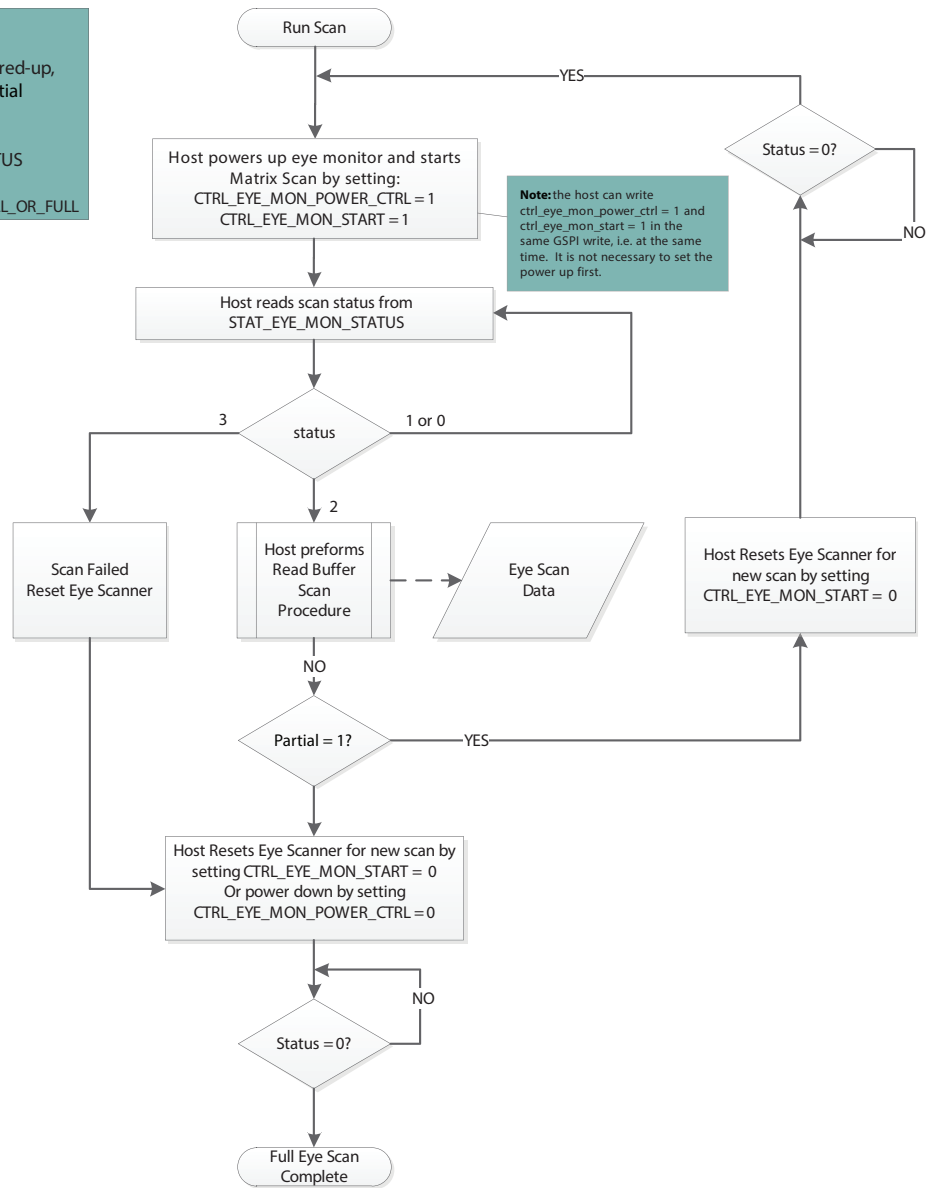 red-up,
tial
TUS
L_OR_FULL
Run Scan
YES
Status = 0?
NO
Host powers up eye monitor and starts
Matrix Scan by setting:
CTRL_EYE_MON_POWER_CTRL = 1
CTRL_EYE_MON_START = 1
Note: the host can write
ctrl_eye_mon_power_ctrl = 1 and
ctrl_eye_mon_start = 1 in the
same GSPI write, i.e. at the same
time. It is not necessary to set the
power up first.
Host reads scan status from
STAT_EYE_MON_STATUS
3
status
1 or 0
2
Scan Failed
Reset Eye Scanner
Host preforms
Read Buffer
Scan
Procedure
Eye Scan
Data
Host Resets Eye Scanner for
new scan by setting
CTRL_EYE_MON_START = 0
NO
Partial = 1?
YES
Host Resets Eye Scanner for new scan by
setting CTRL_EYE_MON_START = 0
Or power down by setting
CTRL_EYE_MON_POWER_CTRL = 0
NO
Status = 0?
Full Eye Scan
Complete